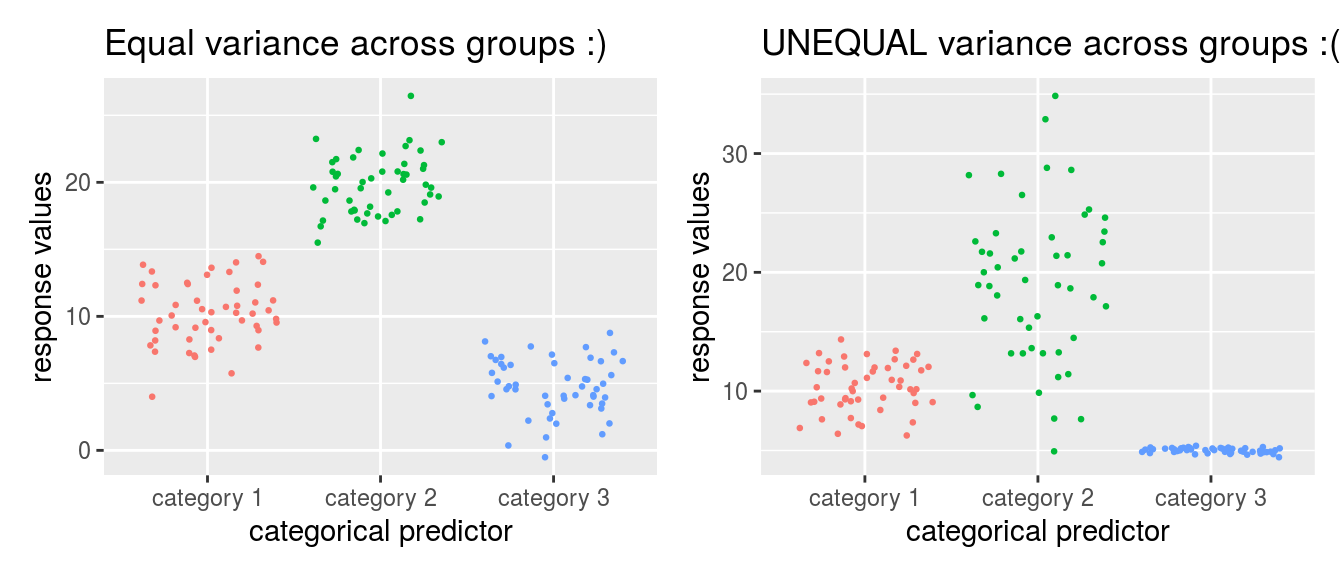 Equal variance across groups :)
response values
20
10
0
category 1
category 2
category 3
categorical predictor
UNEQUAL variance across groups :(
response values
30
20
10
category 1
category 2
category 3
categorical predictor